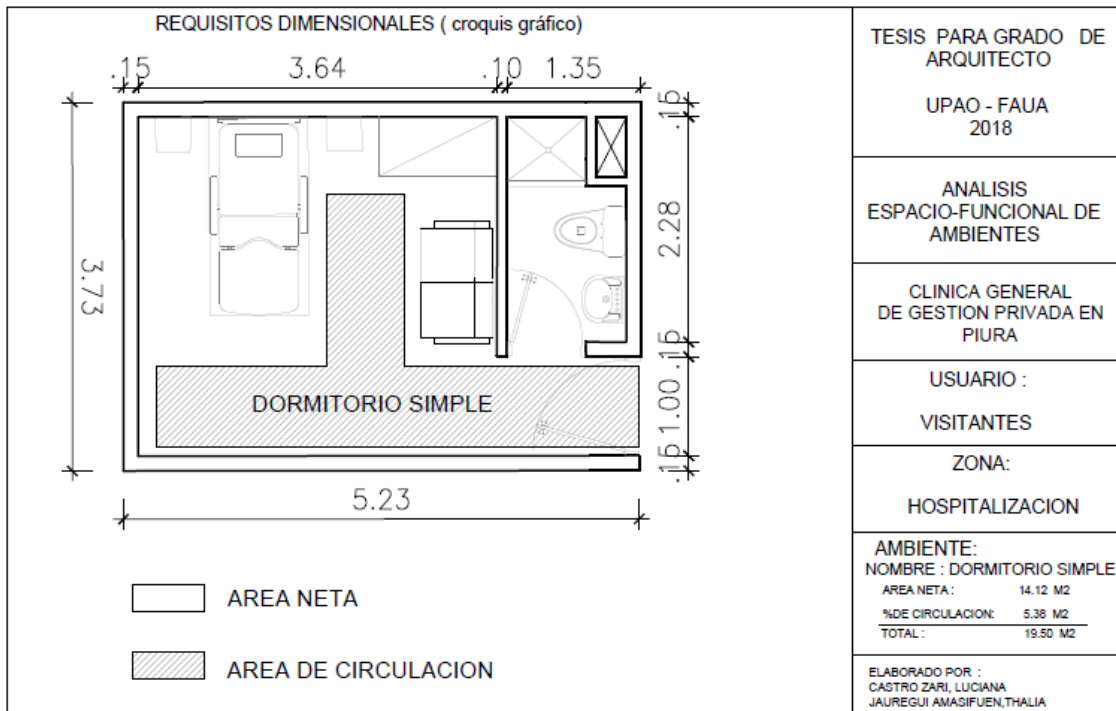 REQUISITOS DIMENSIONALES ( croquis gráfico)
.15 3.64 .10 1.35
.15
2.28
3.73
.15
1.00
.15
DORMITORIO SIMPLE
5.23
AREA NETA
AREA DE CIRCULACION
TESIS PARA GRADO DE
ARQUITECTO
UPAO - FAUA
2018
ANALISIS
ESPACIO-FUNCIONAL DE
AMBIENTES
CLINICA GENERAL
DE GESTION PRIVADA EN
PIURA
USUARIO :
VISITANTES
ZONA:
HOSPITALIZACION
AMBIENTE:
NOMBRE : DORMITORIO SIMPLE
AREA NETA : 14.12 M2
%DE CIRCULACION: 5.38 M2
TOTAL : 19.50 M2
ELABORADO POR :
CASTRO ZARI, LUCIANA
JAUREGUI AMASIFUEN,THALIA